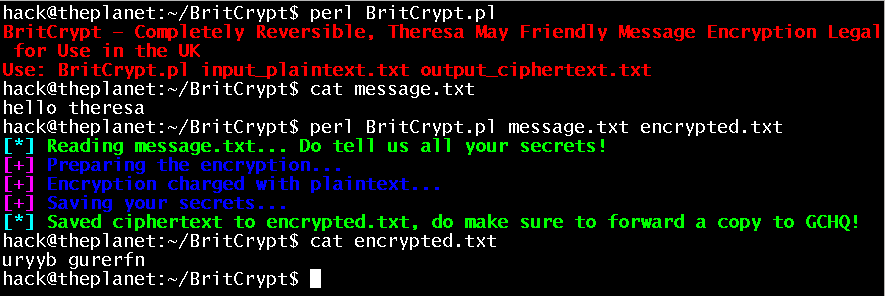 hack@theplanet:~/BritCrypt$ perl BritCrypt.pl
BritCrypt – Completely Reversible, Theresa May Friendly Message Encryption Legal
for Use in the UK
Use: BritCrypt.pl input_plaintext.txt output_ciphertext.txt
hack@theplanet:~/BritCrypt$ cat message.txt
hello theresa
hack@theplanet:~/BritCrypt$ perl BritCrypt.pl message.txt encrypted.txt
[*] Reading message.txt... Do tell us all your secrets!
[+] Preparing the encryption...
[+] Encryption charged with plaintext...
[+] Saving your secrets...
[*] Saved ciphertext to encrypted.txt, do make sure to forward a copy to GCHQ!
hack@theplanet:~/BritCrypt$ cat encrypted.txt
uryyb gurerfn
hack@theplanet:~/BritCrypt$